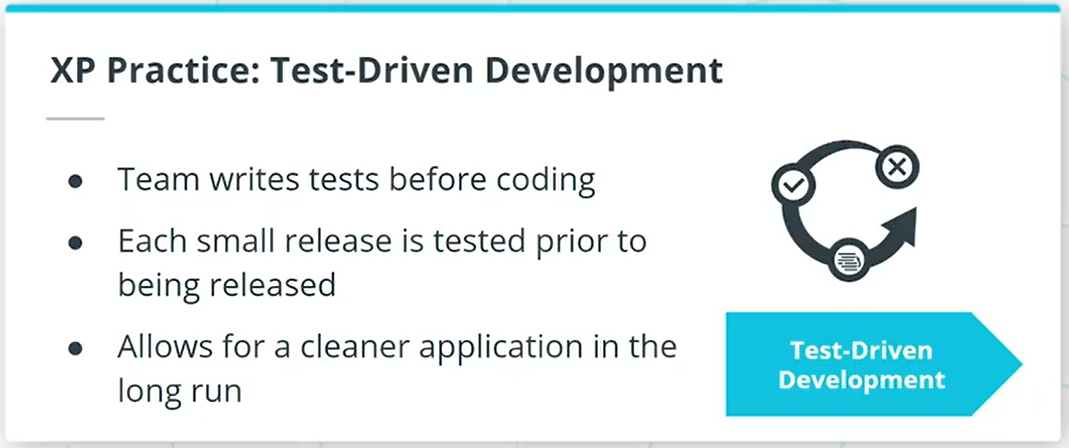 XP Practice: Test-Driven Development
● Team writes tests before coding
● Each small release is tested prior to
being released
● Allows for a cleaner application in the
long run
Test-Driven
Development